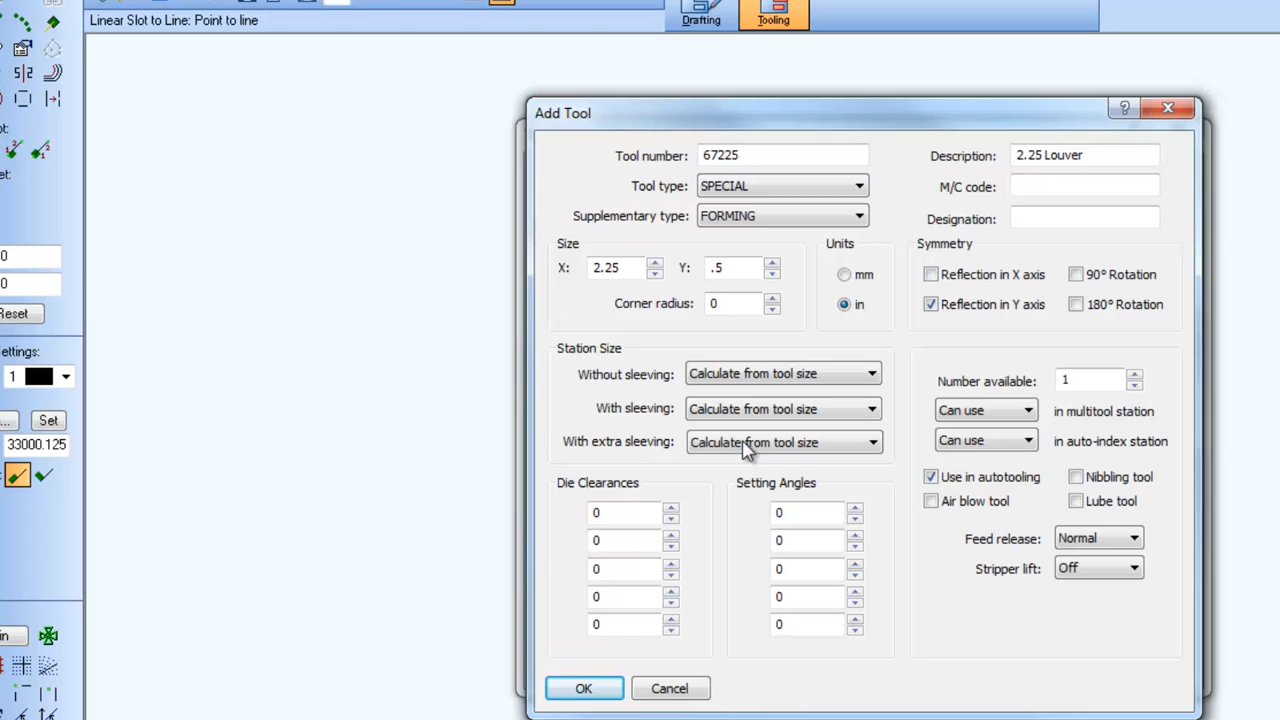 Linear Slot to Line: Point to line
Drafting
Tooling
5|2
ot:
et:
0
0
Reset
ettings:
1
... Set
33000.125
in
Add Tool
Tool number: 67225
Description: 2.25 Louver
Tool type: SPECIAL
M/C code:
Supplementary type: FORMING
Designation:
Size
X: 2.25 Y: .5
Corner radius: 0
Units
mm
in
Symmetry
Reflection in X axis
90° Rotation
Reflection in Y axis
180° Rotation
Station Size
Without sleeving: Calculate from tool size
With sleeving: Calculate from tool size
With extra sleeving: Calculate from tool size
Number available: 1
Can use in multitool station
Can use in auto-index station
Use in autotooling
Nibbling tool
Air blow tool
Lube tool
Feed release: Normal
Stripper lift: Off
Die Clearances
0
0
0
0
0
Setting Angles
0
0
0
0
0
OK
Cancel